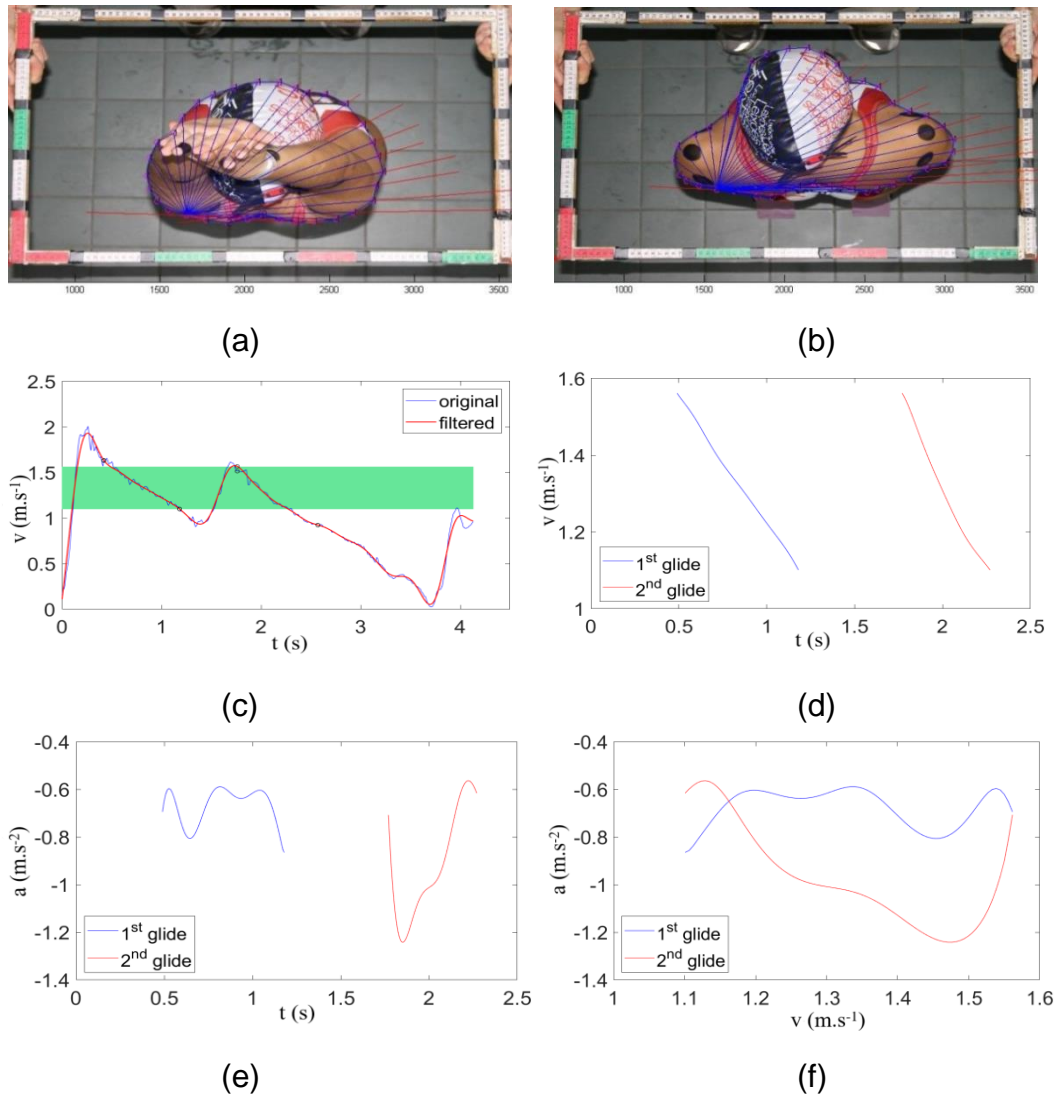 1000 1500 2000 2500 3000 3500
1000 1500 2000 2500 3000 3500
(a)
(b)
2.5
2
1.5
1
0.5
0
v (m.s-1)
original
filtered
0 1 2 3 4
t (s)
1.6
1.4
1.2
1
v (m.s-1)
1st glide
2nd glide
0 0.5 1 1.5 2 2.5
t (s)
(c)
(d)
-0.4
-0.6
-0.8
-1
-1.2
-1.4
a (m.s-2)
1st glide
2nd glide
0 0.5 1 1.5 2 2.5
t (s)
-0.4
-0.6
-0.8
-1
-1.2
-1.4
a (m.s-2)
1st glide
2nd glide
1 1.1 1.2 1.3 1.4 1.5 1.6
v (m.s-1)
(e)
(f)